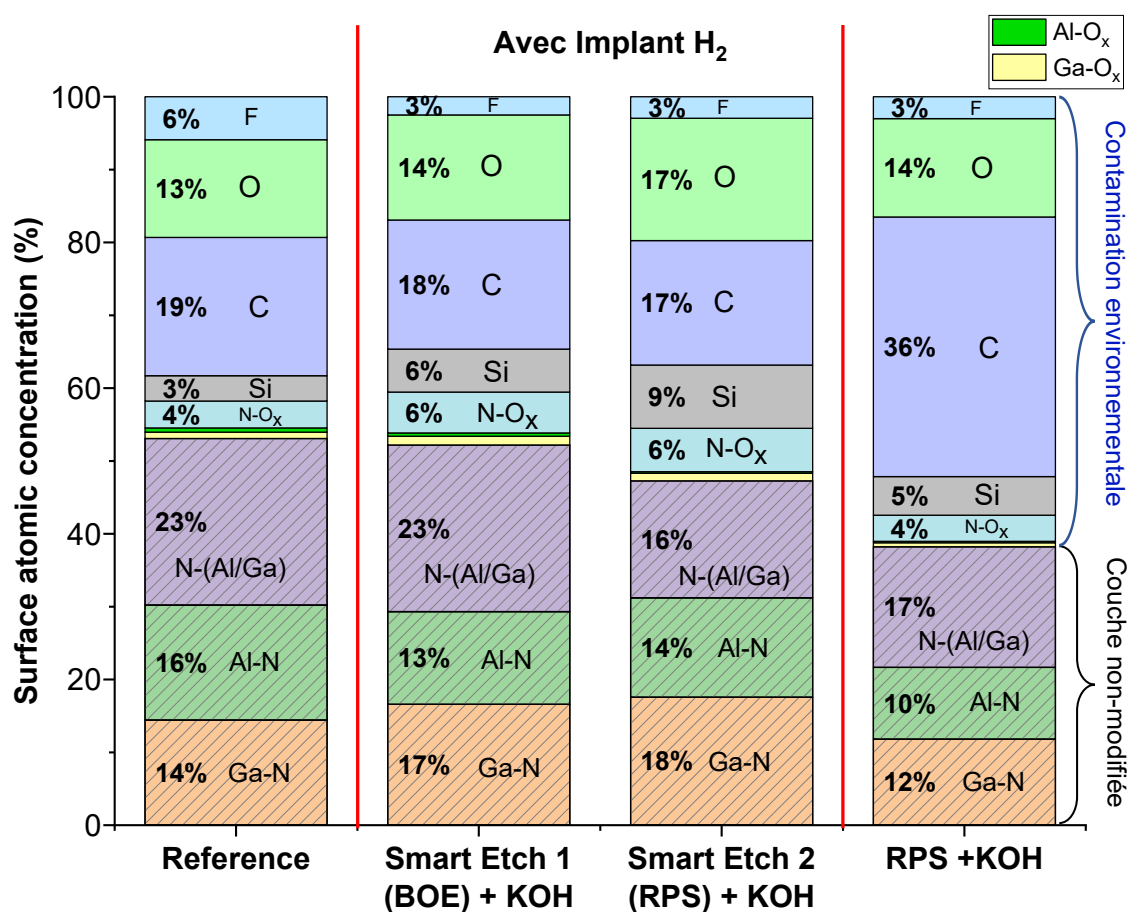 Avec Implant H₂
Al-Oₓ
Ga-Oₓ
Surface atomic concentration (%)
100
80
60
40
20
0
6% F
13% O
19% C
3% Si
4% N-Oₓ
23%
N-(Al/Ga)
16% Al-N
14% Ga-N
Reference
3% F
14% O
18% C
6% Si
6% N-Oₓ
23%
N-(Al/Ga)
13% Al-N
17% Ga-N
Smart Etch 1
(BOE) + KOH
3% F
17% O
17% C
9% Si
6% N-Oₓ
16%
N-(Al/Ga)
14% Al-N
18% Ga-N
Smart Etch 2
(RPS) + KOH
3% F
14% O
36% C
5% Si
4% N-Oₓ
17%
N-(Al/Ga)
10% Al-N
12% Ga-N
RPS +KOH
Contamination environnementale
Couche non-modifiée